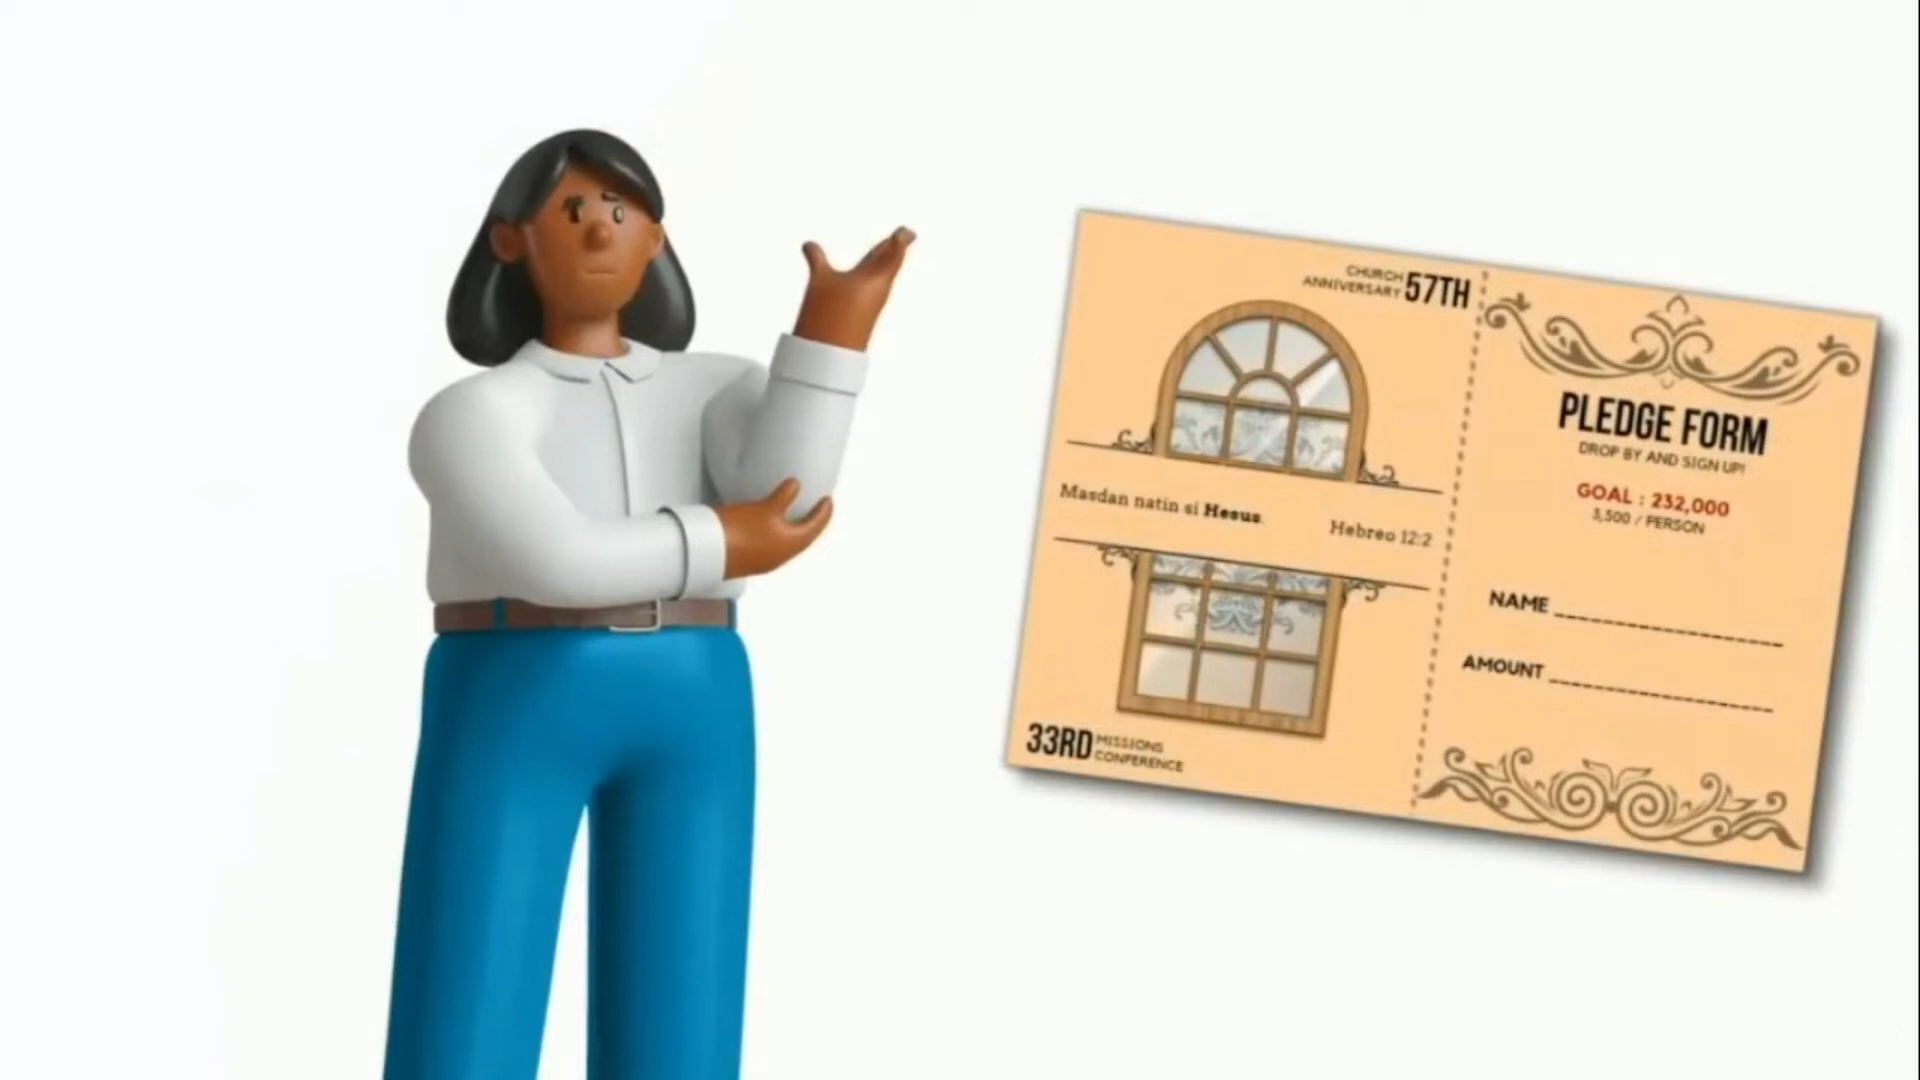 CHURCH
ANNIVERSARY 57TH
Masdan natin si Hesus.
Hebreo 12:2
33RD MISSIONS
CONFERENCE
PLEDGE FORM
DROP BY AND SIGN UP!
GOAL : 232,000
3,500 / PERSON
NAME
AMOUNT